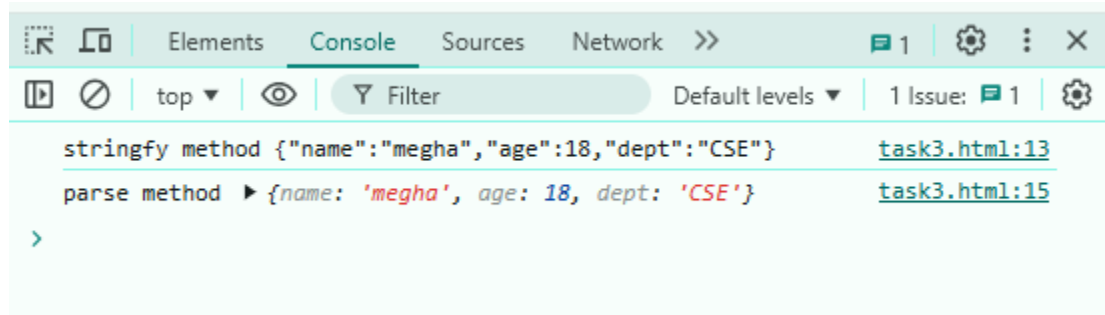 Elements Console Sources Network 1
top Filter Default levels 1 Issue: 1
stringfy method {"name":"megha","age":18,"dept":"CSE"} task3.html:13
parse method {name: 'megha', age: 18, dept: 'CSE'} task3.html:15